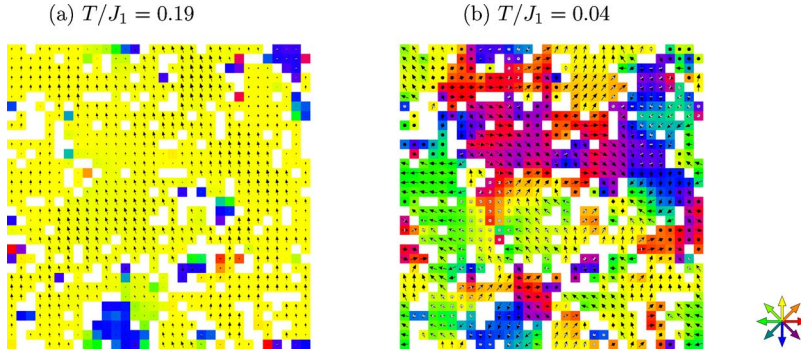 (a) T/J₁ = 0.19
(b) T/J₁ = 0.04